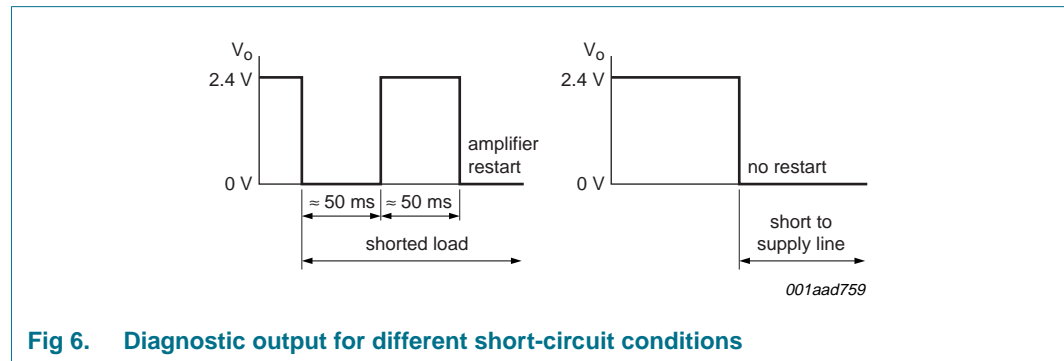 Vo
2.4 V
0 V
≈ 50 ms
≈ 50 ms
amplifier
restart
shorted load
Vo
2.4 V
0 V
no restart
short to
supply line
001aad759
Fig 6. Diagnostic output for different short-circuit conditions